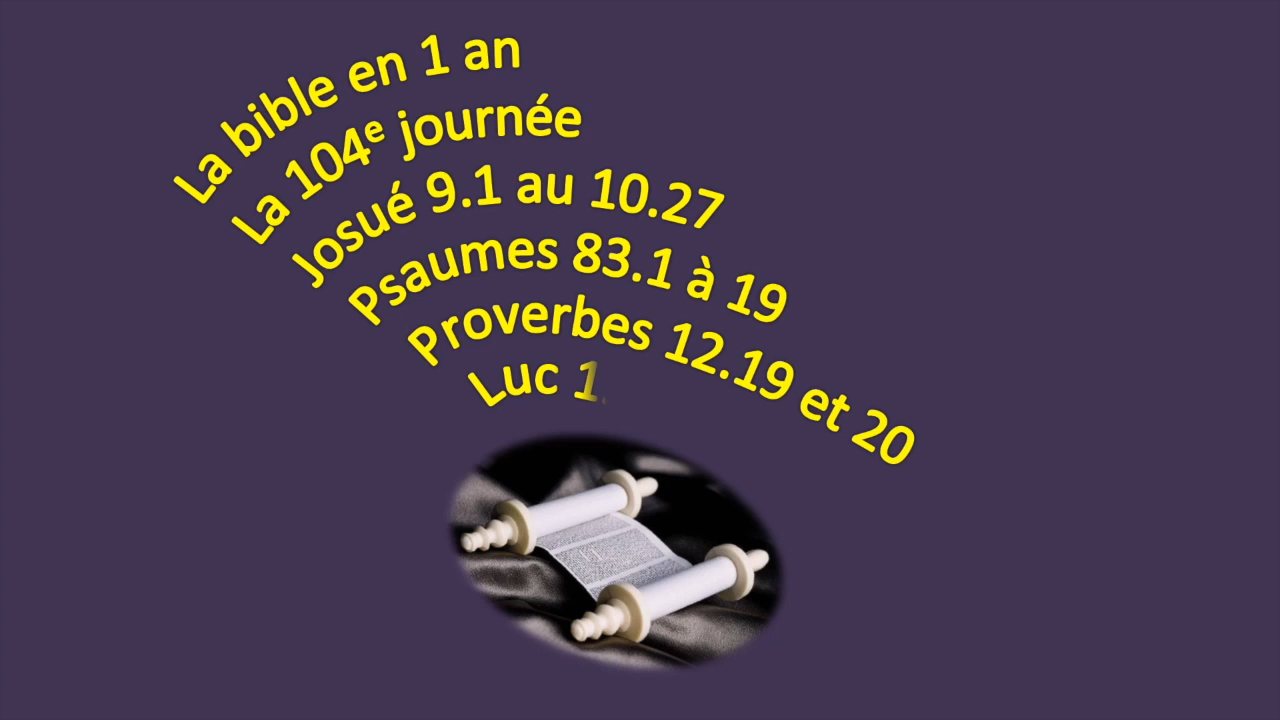 La bible en 1 an
La 104e journée
Josué 9.1 au 10.27
Psaumes 83.1 à 19
Proverbes 12.19 et 20
Luc 1